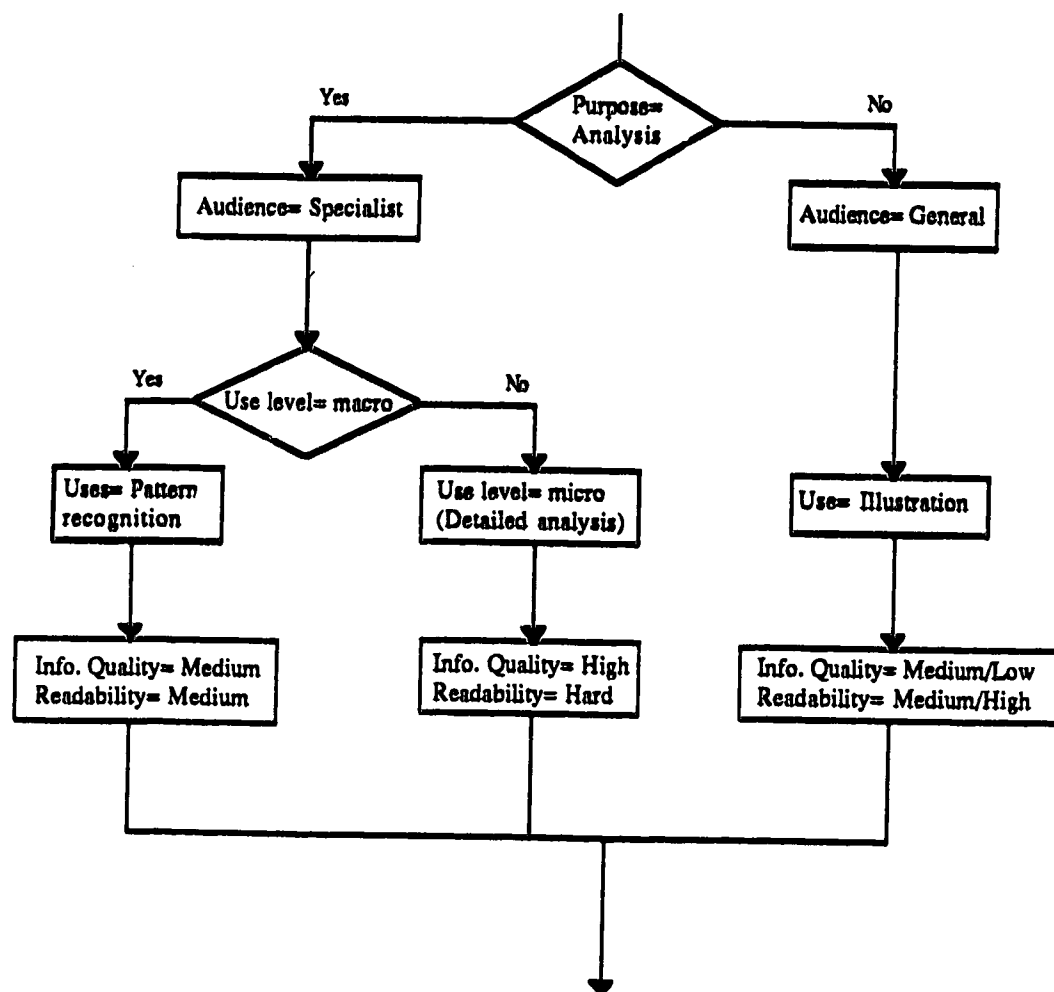 Purpose=
Analysis
Yes
No
Audience= Specialist
Audience= General
Use level= macro
Yes
No
Uses= Pattern
recognition
Use level= micro
(Detailed analysis)
Use= Illustration
Info. Quality= Medium
Readability= Medium
Info. Quality= High
Readability= Hard
Info. Quality= Medium/Low
Readability= Medium/High